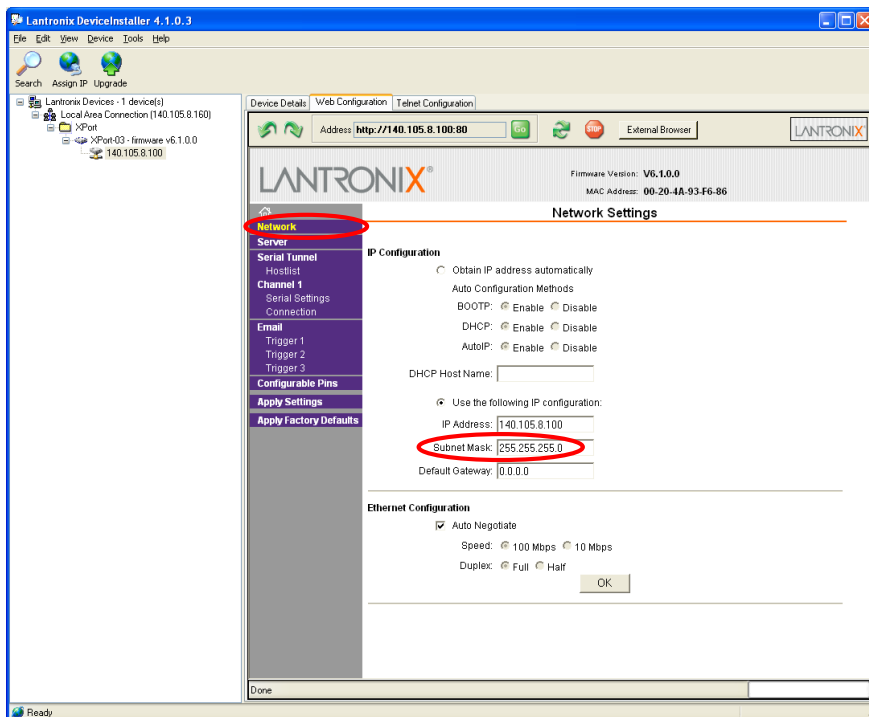 Lantronix DeviceInstaller 4.1.0.3
File Edit View Device Tools Help
Search Assign IP Upgrade
Lantronix Devices - 1 device(s)
Local Area Connection (140.105.8.160)
XPort
XPort-03 - firmware v6.1.0.0
140.105.8.100
Device Details Web Configuration Telnet Configuration
Address http://140.105.8.100:80 Go STOP External Browser LANTRONIX
LANTRONIX®
Firmware Version: V6.1.0.0
MAC Address: 00-20-4A-93-F6-86
Network
Server
Serial Tunnel
Hostlist
Channel 1
Serial Settings
Connection
Email
Trigger 1
Trigger 2
Trigger 3
Configurable Pins
Apply Settings
Apply Factory Defaults
Network Settings
IP Configuration
Obtain IP address automatically
Auto Configuration Methods
BOOTP: Enable Disable
DHCP: Enable Disable
AutoIP: Enable Disable
DHCP Host Name:
Use the following IP configuration:
IP Address: 140.105.8.100
Subnet Mask: 255.255.255.0
Default Gateway: 0.0.0.0
Ethernet Configuration
Auto Negotiate
Speed: 100 Mbps 10 Mbps
Duplex: Full Half
OK
Done
Ready